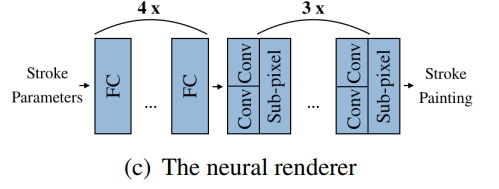 4 x
3 x
Stroke
Parameters
FC
...
FC
Conv Conv
Sub-pixel
...
Conv Conv
Sub-pixel
Stroke
Painting
(c) The neural renderer